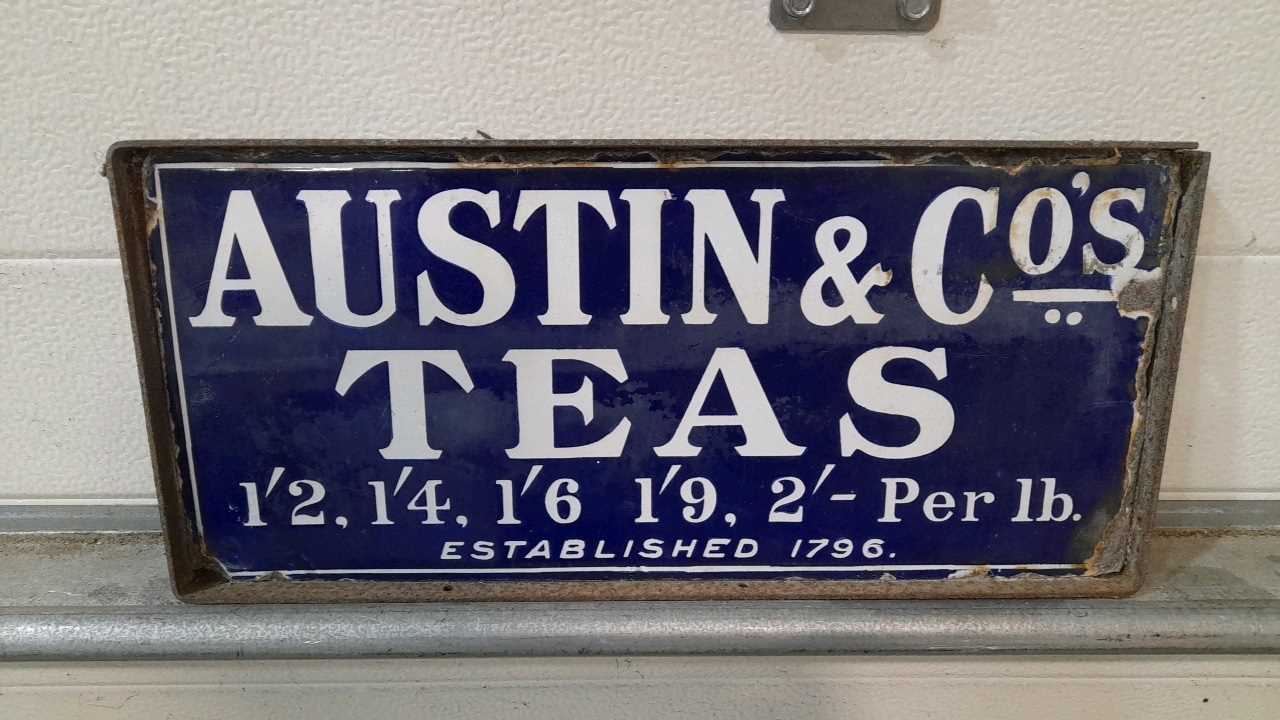 AUSTIN & Co's
TEAS
1/2, 1/4, 1/6 1/9, 2/- Per lb.
ESTABLISHED 1796.